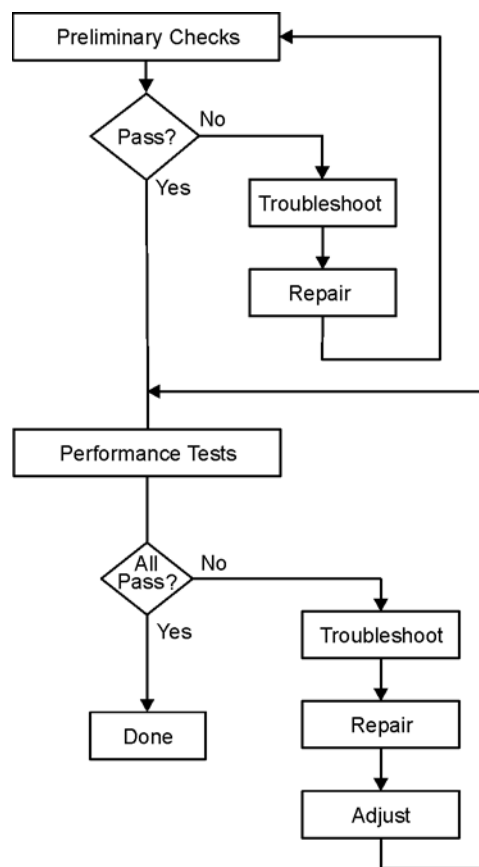 Preliminary Checks
Pass?
No
Yes
Troubleshoot
Repair
Performance Tests
All
Pass?
No
Yes
Troubleshoot
Done
Repair
Adjust